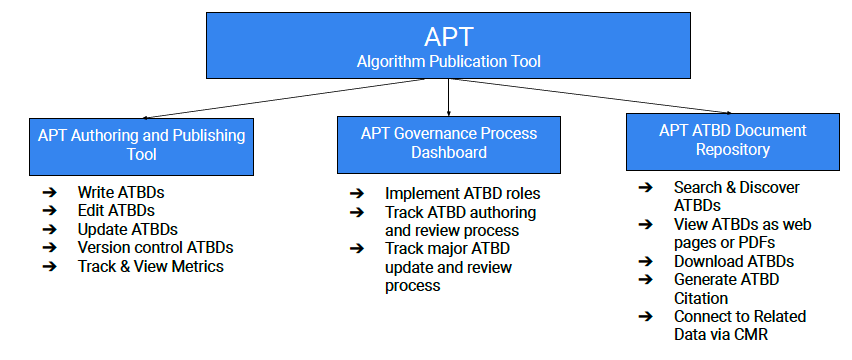 APT
Algorithm Publication Tool
APT Authoring and Publishing
Tool
➔ Write ATBDs
➔ Edit ATBDs
➔ Update ATBDs
➔ Version control ATBDs
➔ Track & View Metrics
APT Governance Process
Dashboard
➔ Implement ATBD roles
➔ Track ATBD authoring
and review process
➔ Track major ATBD
update and review
process
APT ATBD Document
Repository
➔ Search & Discover
ATBDs
➔ View ATBDs as web
pages or PDFs
➔ Download ATBDs
➔ Generate ATBD
Citation
➔ Connect to Related
Data via CMR